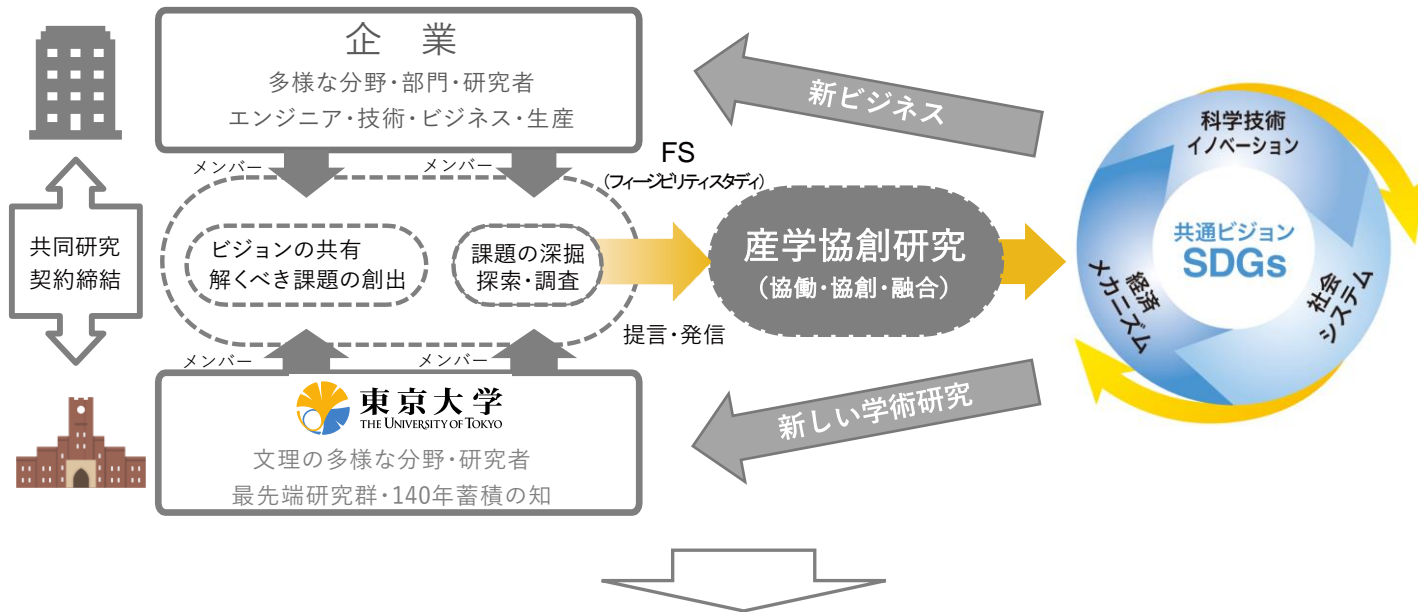 企 業
多様な分野・部門・研究者
エンジニア・技術・ビジネス・生産
新ビジネス
メンバー
メンバー
FS
(フィージビリティスタディ)
共同研究
契約締結
ビジョンの共有
解くべき課題の創出
課題の深掘
探索・調査
産学協創研究
(協働・協創・融合)
科学技術
イノベーション
共通ビジョン
SDGs
経済
メカニズム
社会
システム
提言・発信
メンバー
メンバー
東京大学
THE UNIVERSITY OF TOKYO
文理の多様な分野・研究者
最先端研究群・140年蓄積の知
新しい学術研究